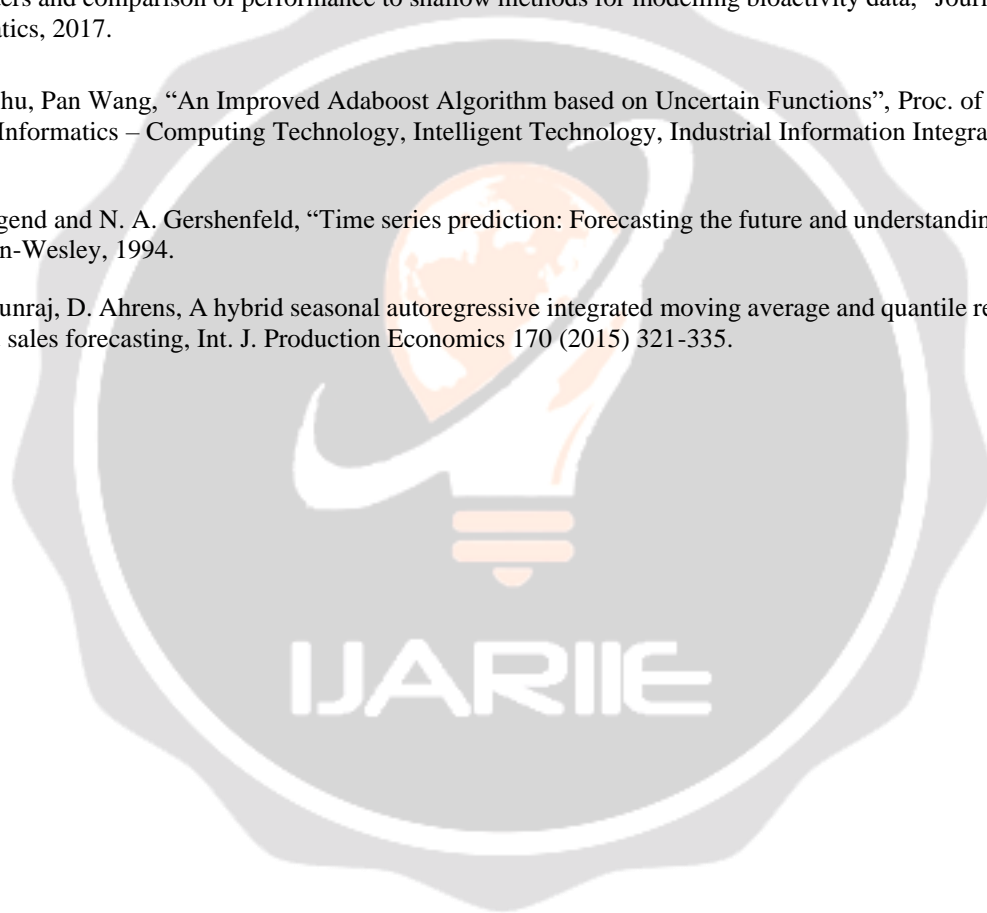 ers and comparison of performance to shallow methods for modelling bioactivity data," Journ
atics, 2017.
hu, Pan Wang, “An Improved Adaboost Algorithm based on Uncertain Functions”, Proc. of
Informatics – Computing Technology, Intelligent Technology, Industrial Information Integra
gend and N. A. Gershenfeld, “Time series prediction: Forecasting the future and understandin
n-Wesley, 1994.
unraj, D. Ahrens, A hybrid seasonal autoregressive integrated moving average and quantile re
sales forecasting, Int. J. Production Economics 170 (2015) 321-335.
IJARIIE